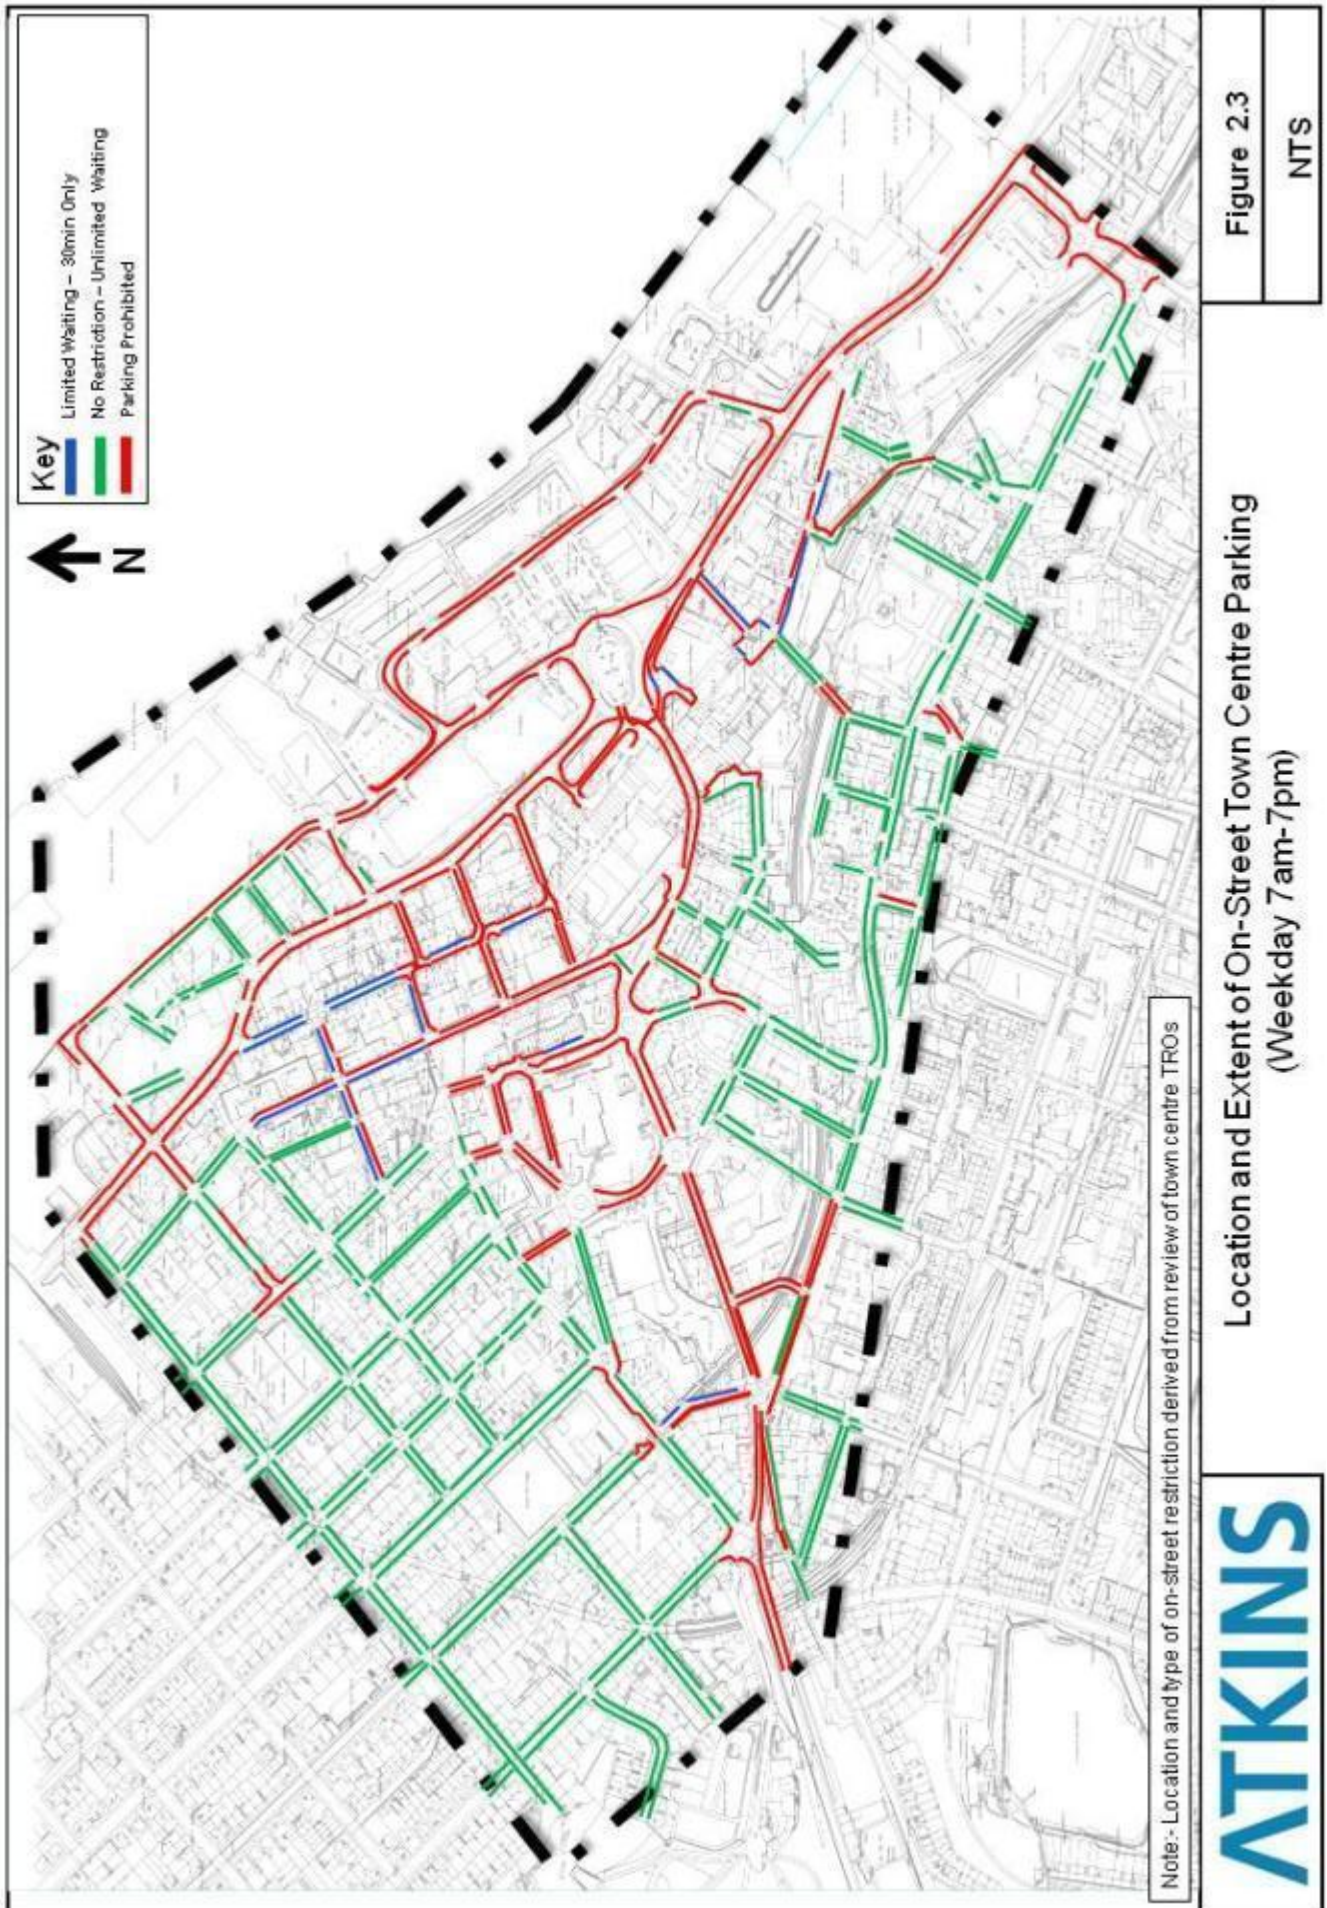 Key
Limited Waiting – 30min Only
No Restriction – Unlimited Waiting
Parking Prohibited
N
Note:- Location and type of on-street restriction derived from review of town centre TROs
ATKINS
Location and Extent of On-Street Town Centre Parking
(Weekday 7am-7pm)
Figure 2.3
NTS